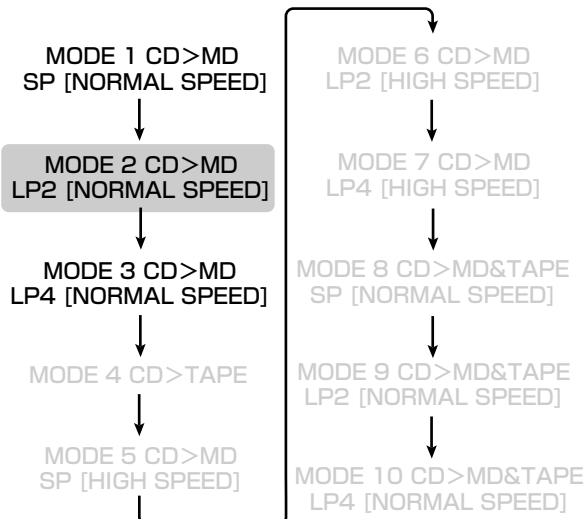 MODE 1 CD>MD
SP [NORMAL SPEED]
MODE 2 CD>MD
LP2 [NORMAL SPEED]
MODE 3 CD>MD
LP4 [NORMAL SPEED]
MODE 4 CD>TAPE
MODE 5 CD>MD
SP [HIGH SPEED]
MODE 6 CD>MD
LP2 [HIGH SPEED]
MODE 7 CD>MD
LP4 [HIGH SPEED]
MODE 8 CD>MD&TAPE
SP [NORMAL SPEED]
MODE 9 CD>MD&TAPE
LP2 [NORMAL SPEED]
MODE 10 CD>MD&TAPE
LP4 [NORMAL SPEED]